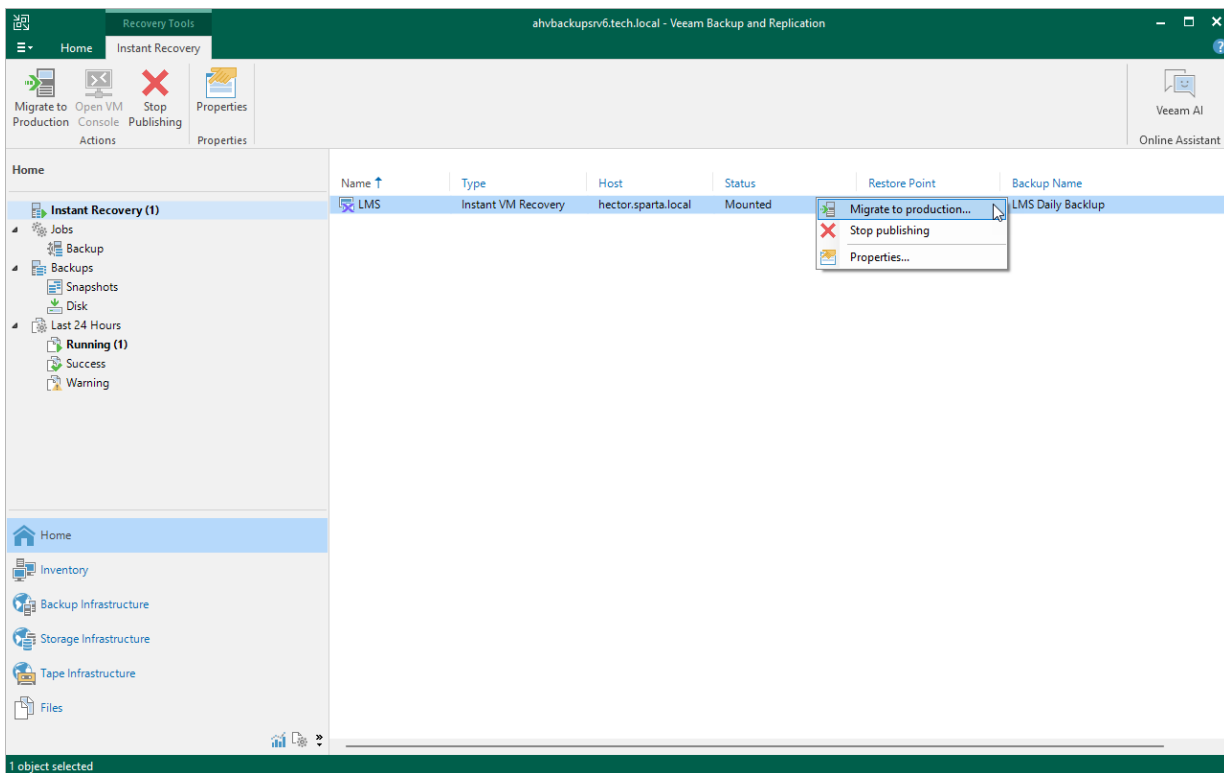 Recovery Tools
ahvbackupsrv6.tech.local - Veeam Backup and Replication
Home
Instant Recovery
Migrate to Production
Open VM Console
Stop Publishing
Properties
Veeam AI
Actions
Properties
Online Assistant
Home
Instant Recovery (1)
Jobs
Backup
Backups
Snapshots
Disk
Last 24 Hours
Running (1)
Success
Warning
Name Type Host Status Restore Point Backup Name
LMS Instant VM Recovery hector.sparta.local Mounted LMS Daily Backlup
Migrate to production...
Stop publishing
Properties...
Home
Inventory
Backup Infrastructure
Storage Infrastructure
Tape Infrastructure
Files
1 object selected